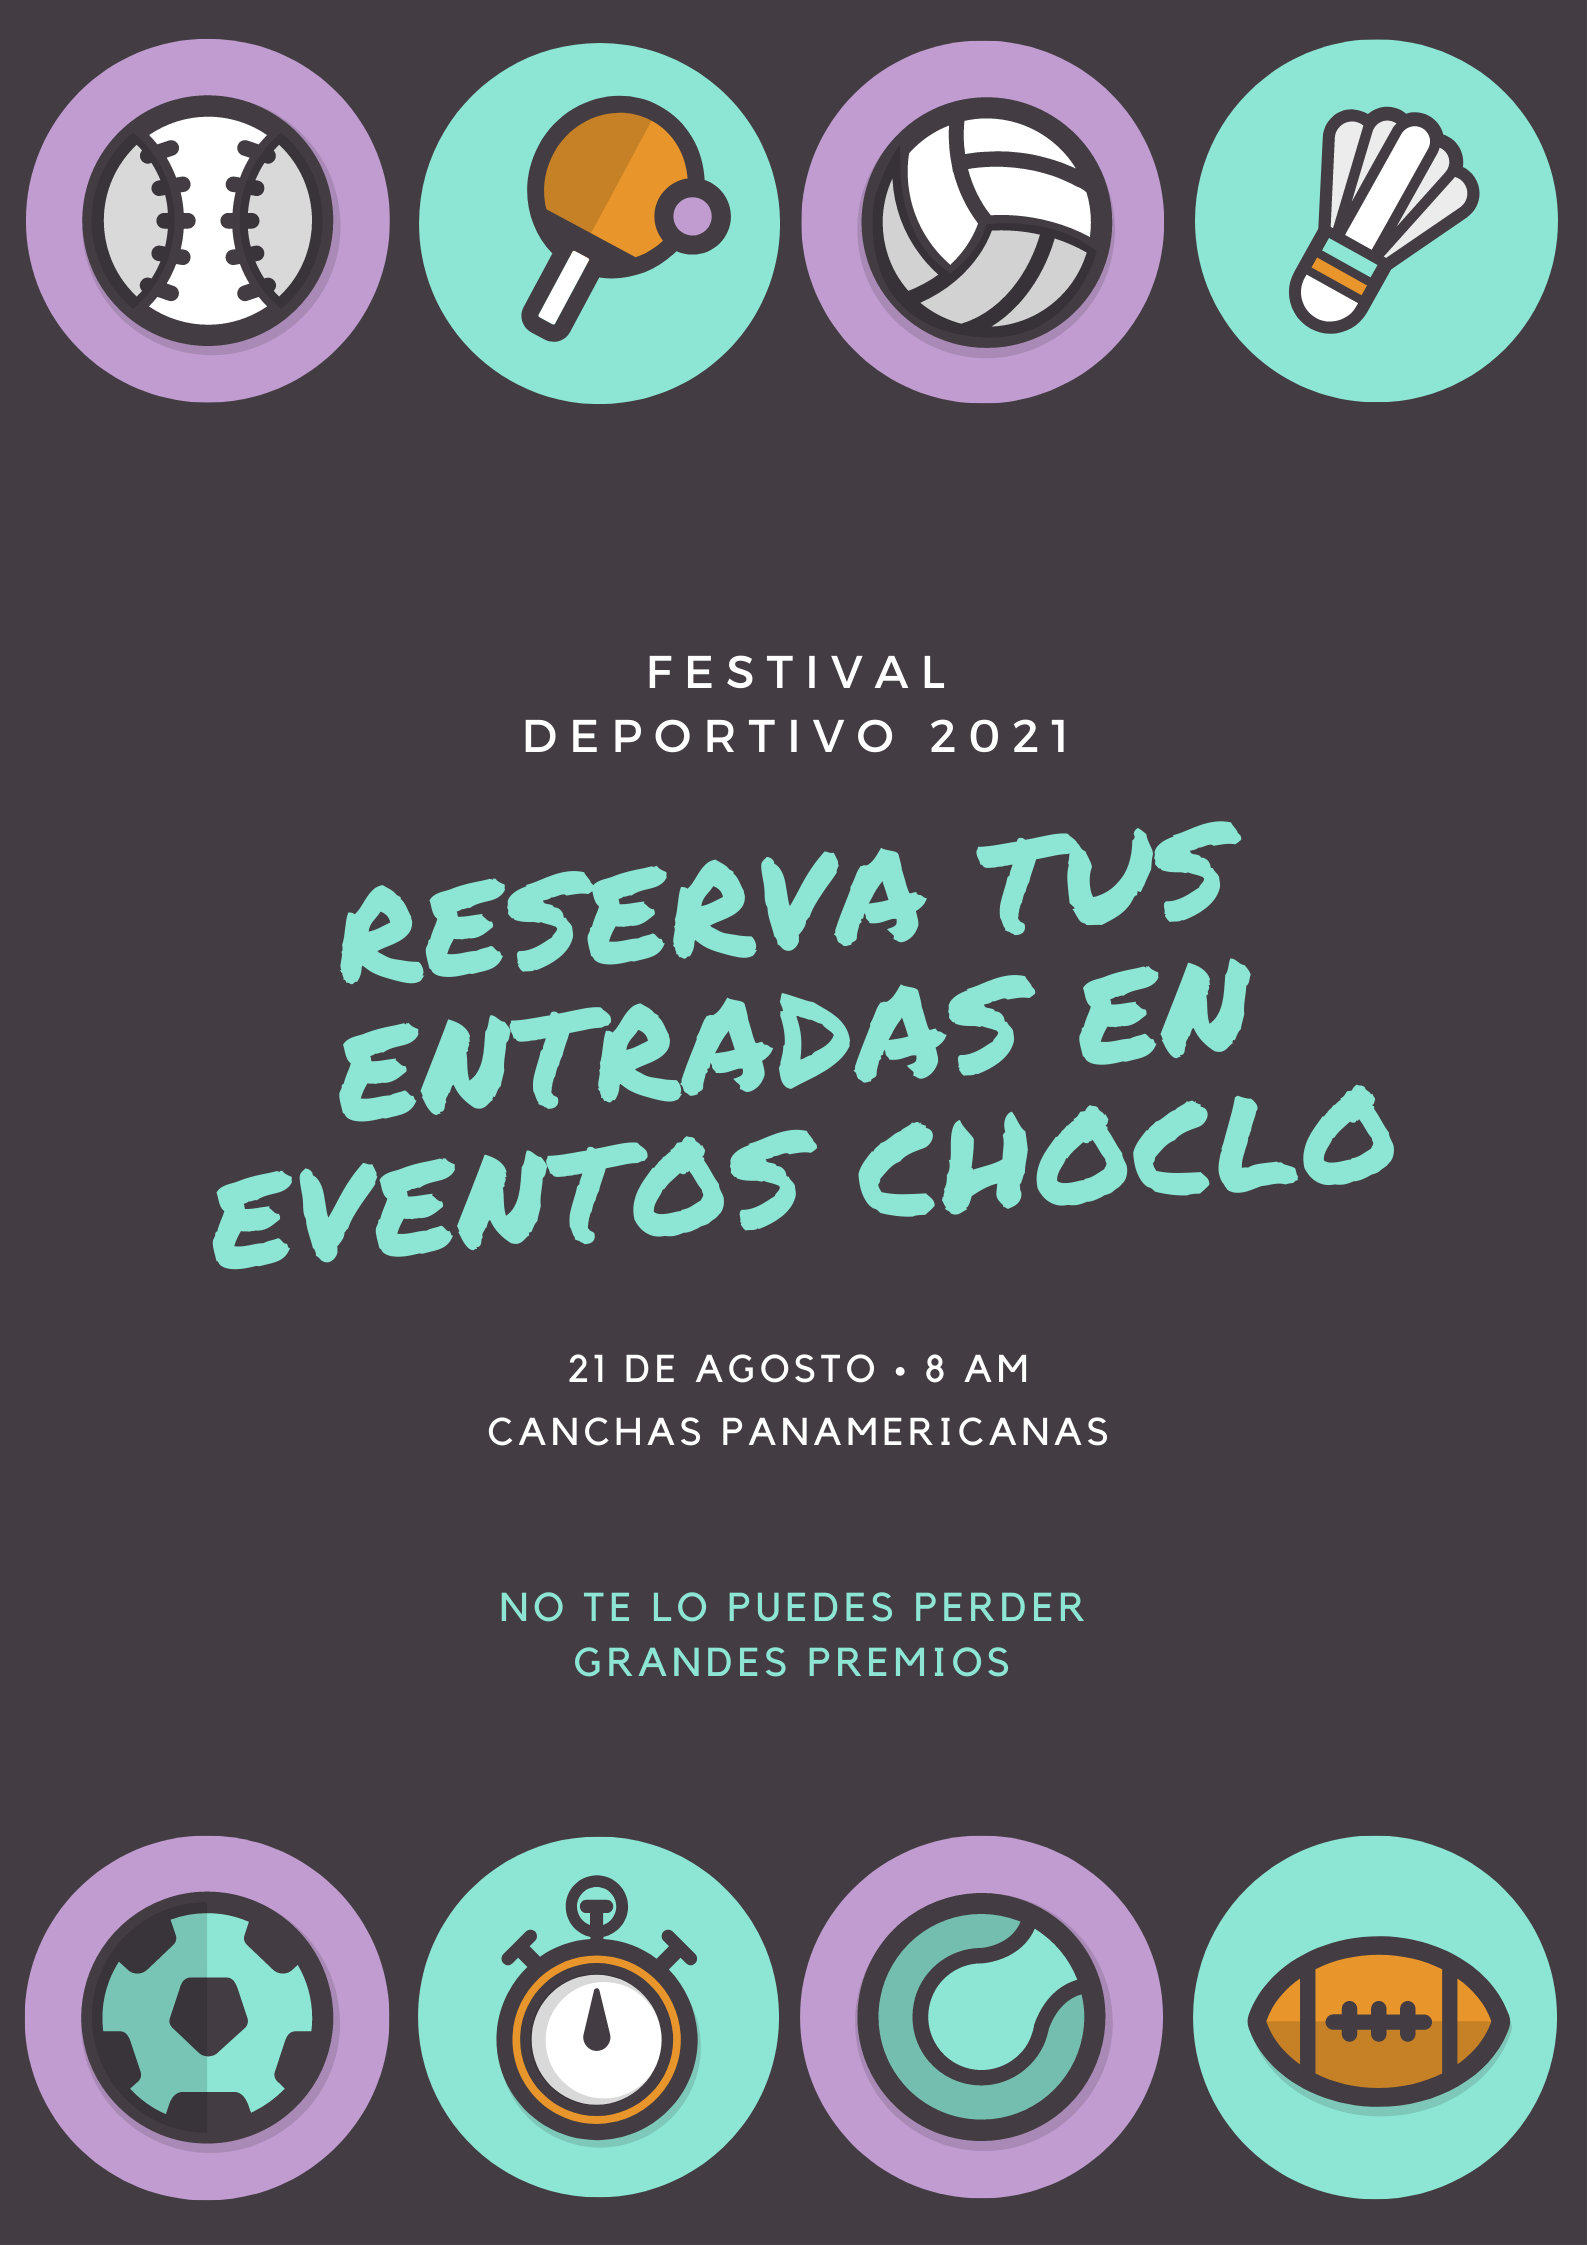 FESTIVAL
DEPORTIVO 2021
RESERVA TUS
ENTRADAS EN
EVENTOS CHOCLO
21 DE AGOSTO • 8 AM
CANCHAS PANAMERICANAS
NO TE LO PUEDES PERDER
GRANDES PREMIOS